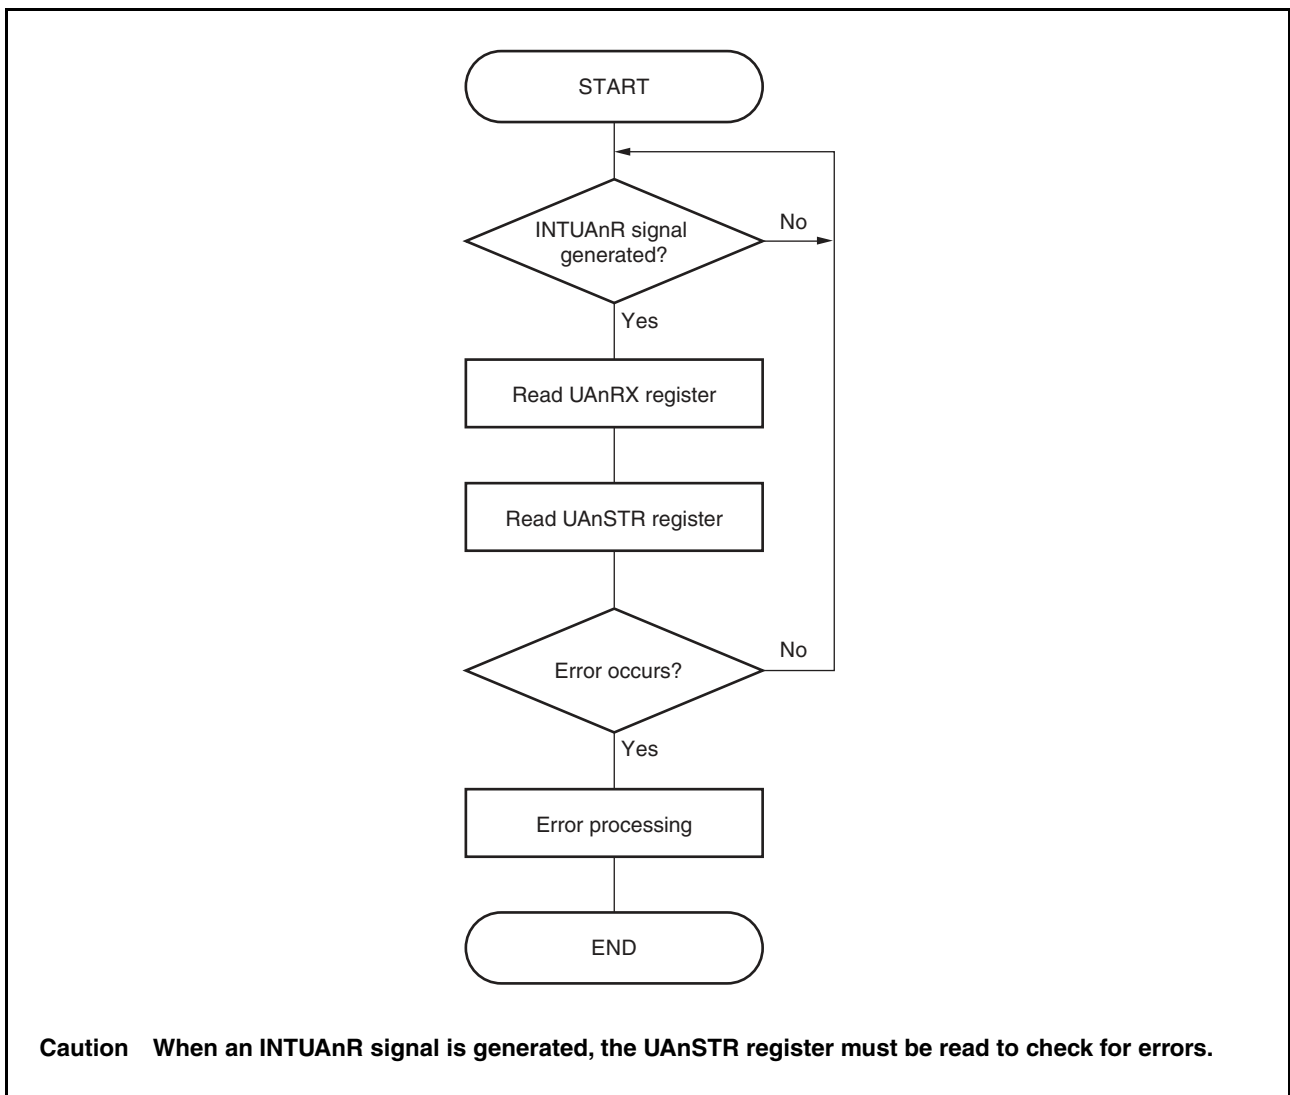 START
INTUAnR signal
generated?
No
Yes
Read UAnRX register
Read UAnSTR register
Error occurs?
No
Yes
Error processing
END
Caution When an INTUAnR signal is generated, the UAnSTR register must be read to check for errors.